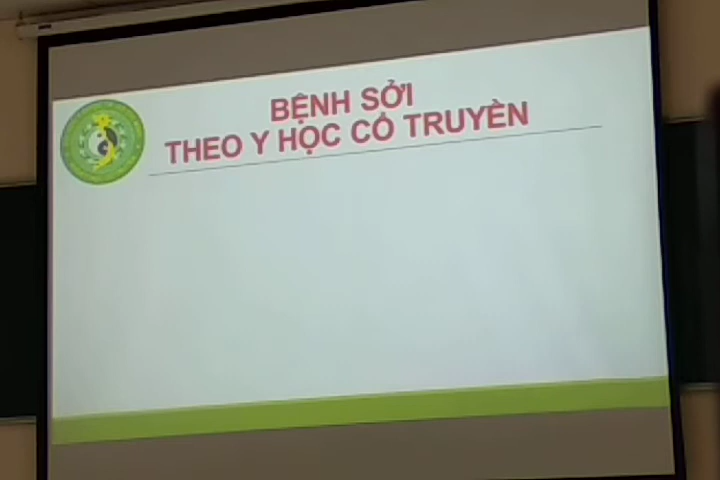 BỆNH SỞI
THEO Y HỌC CỔ TRUYỀN